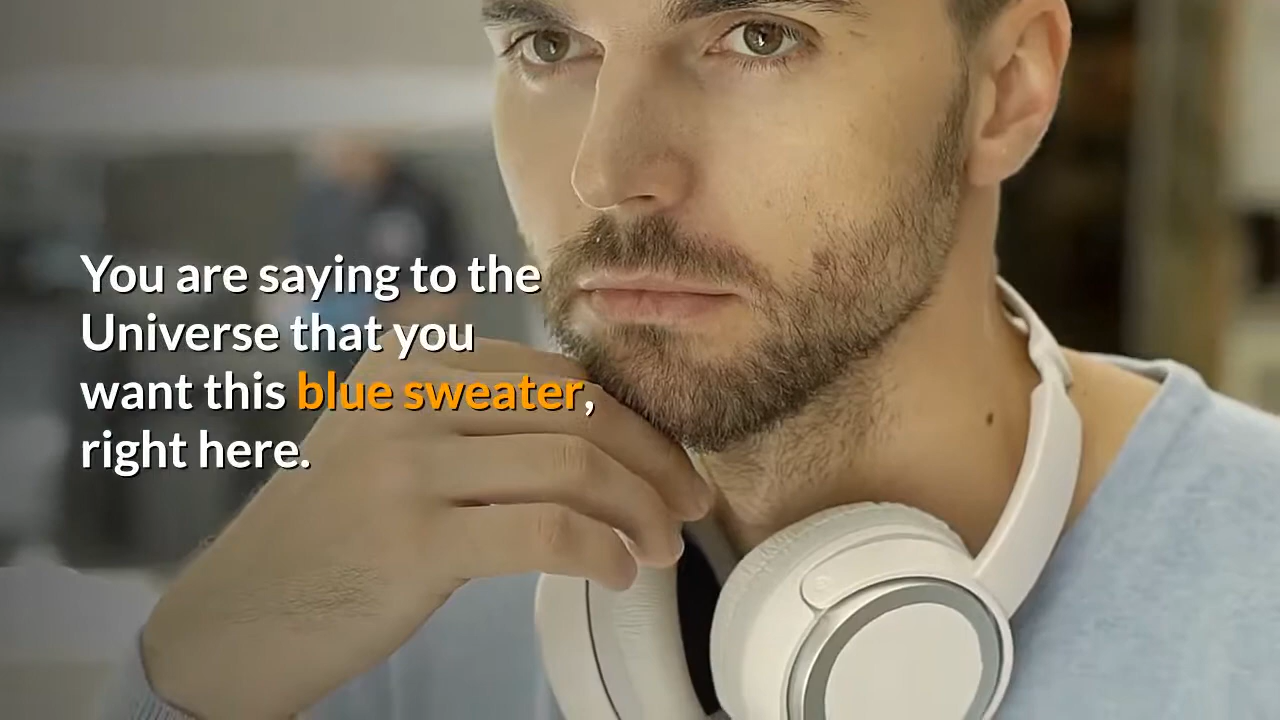 You are saying to the
Universe that you
want this blue sweater,
right here.